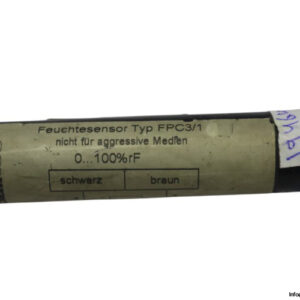 Feuchtesensor Typ FPC3/1
nicht für aggressive Medien
0...100%rF
schwarz braun